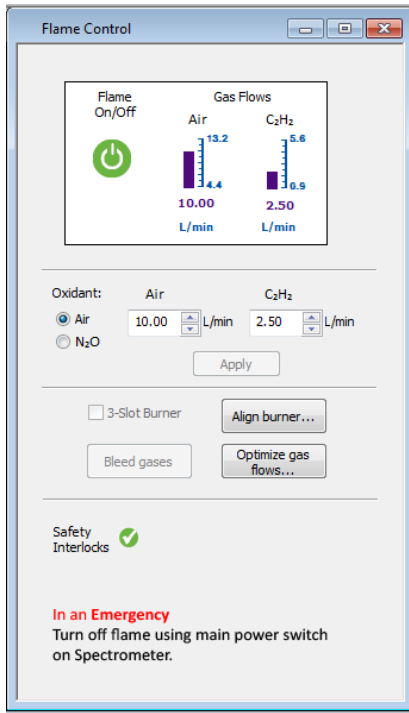 Flame Control
Flame
On/Off
Gas Flows
Air
C₂H₂
13.2
4.4
5.6
0.9
10.00
2.50
L/min
L/min
Oxidant:
Air
C₂H₂
Air
10.00
L/min
2.50
L/min
N₂O
Apply
3-Slot Burner
Align burner...
Bleed gases
Optimize gas
flows...
Safety
Interlocks
In an Emergency
Turn off flame using main power switch
on Spectrometer.